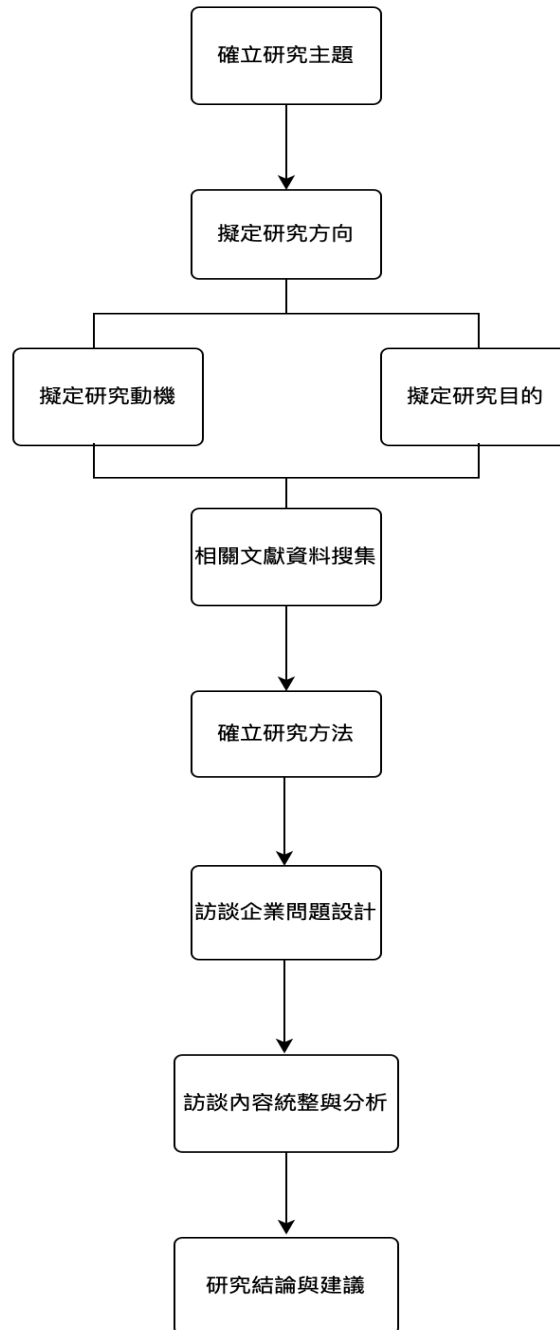 確立研究主題
擬定研究方向
擬定研究動機
擬定研究目的
相關文獻資料搜集
確立研究方法
訪談企業問題設計
訪談內容統整與分析
研究結論與建議